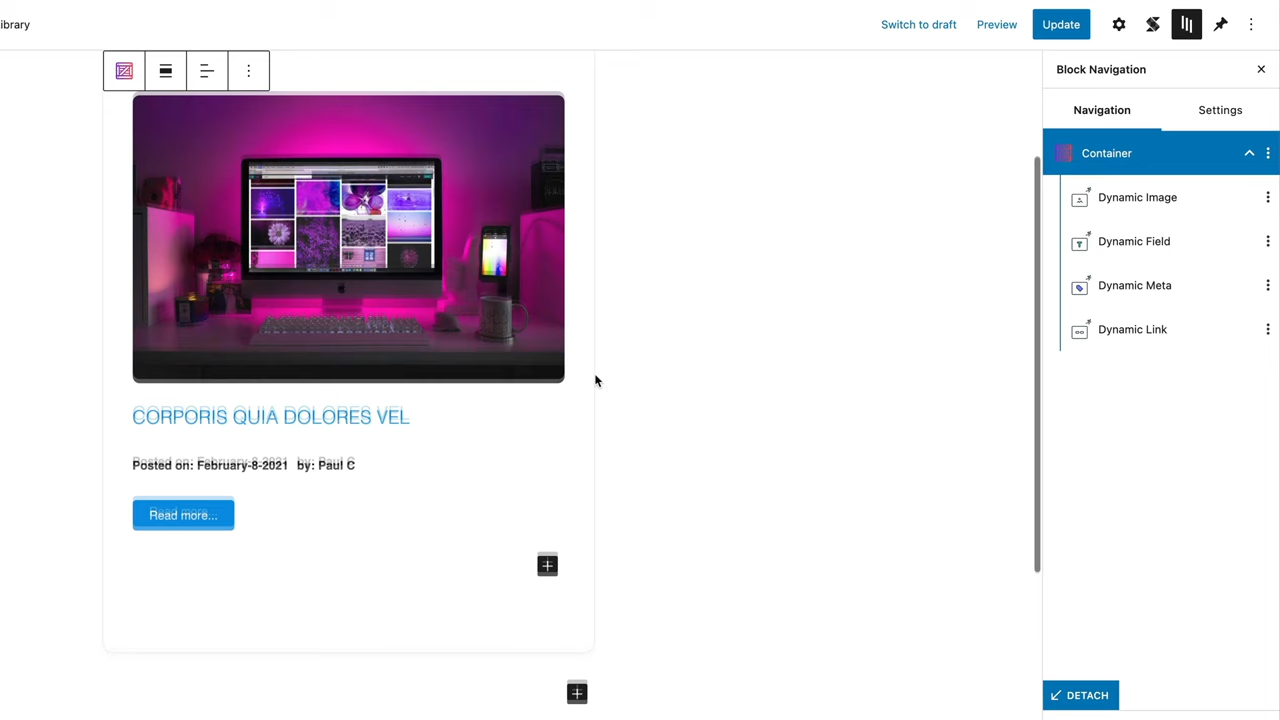 ibrary
Switch to draft
Preview
Update
Block Navigation
Navigation
Settings
Container
Dynamic Image
Dynamic Field
Dynamic Meta
Dynamic Link
CORPORIS QUIA DOLORES VEL
Posted on: February-8-2021 by: Paul C
Read more...
DETACH